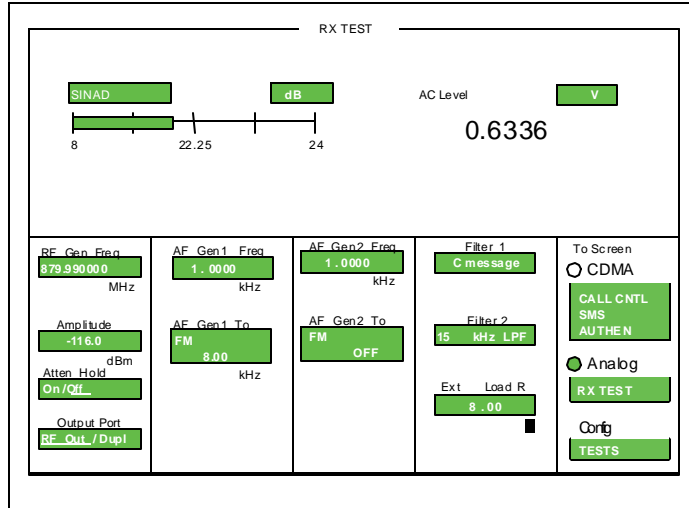 RX TEST
SINAD dB AC Level V
0.6336
8 22.25 24
RF Gen Freq
879.990000
MHz
Amplitude
-116.0
dBm
Atten Hold
On /Off
Output Port
RF Out / Dupl
AF Gen1 Freq
1.0000
kHz
AF Gen1 To
FM
8.00
kHz
AF Gen2 Freq
1.0000
kHz
AF Gen2 To
FM
OFF
Filter 1
C message
Filter 2
15 kHz LPF
Ext Load R
8.00
To Screen
CDMA
CALL CNTL
SMS
AUTHEN
Analog
RX TEST
Config
TESTS